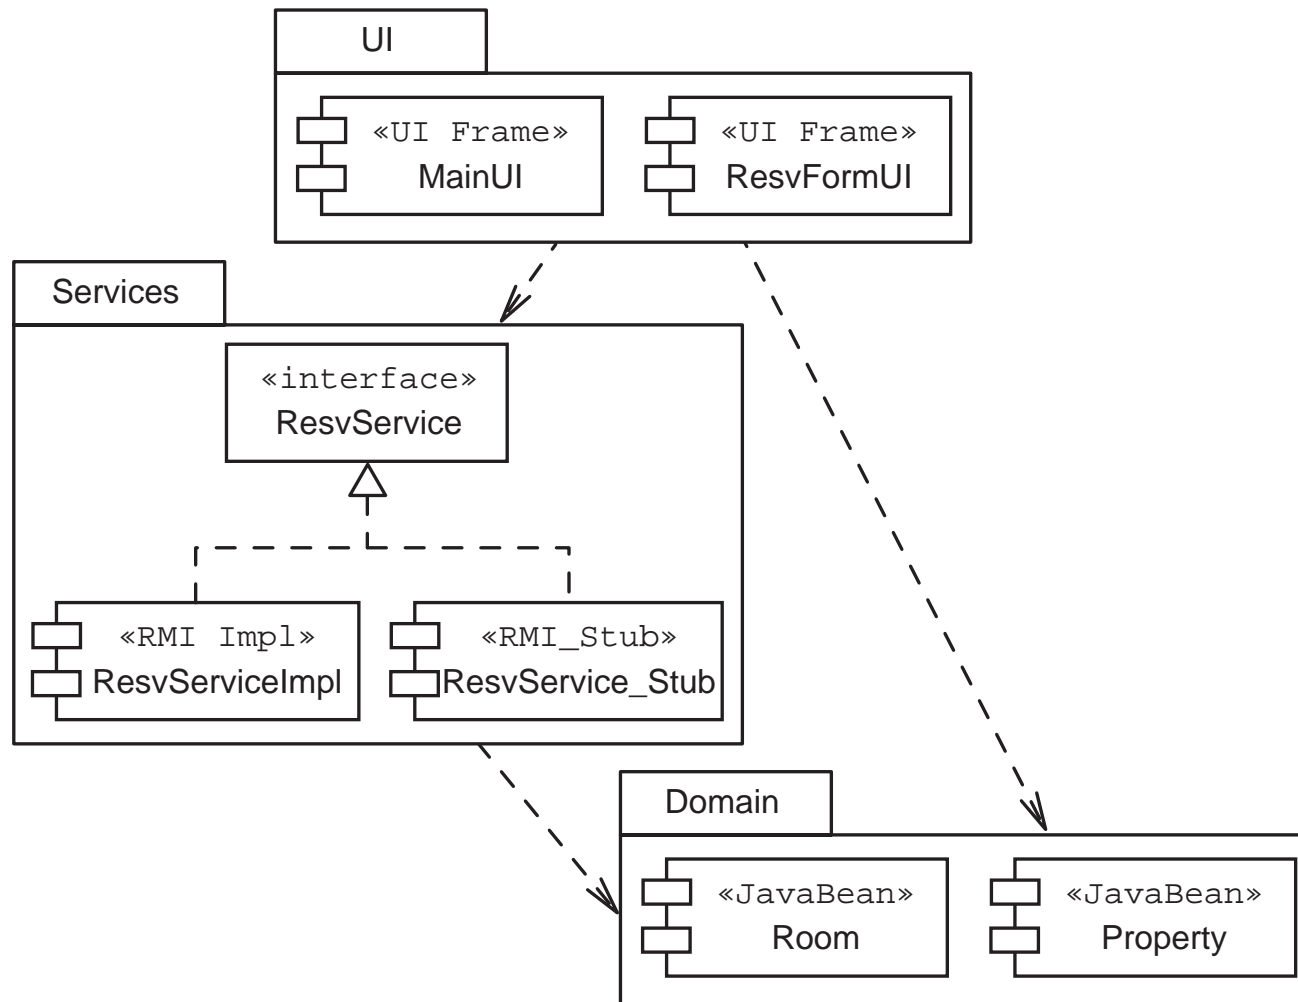 UI
«UI Frame»
MainUI
«UI Frame»
ResvFormUI
Services
«interface»
ResvService
«RMI Impl»
ResvServiceImpl
«RMI_Stub»
ResvService_Stub
Domain
«JavaBean»
Room
«JavaBean»
Property